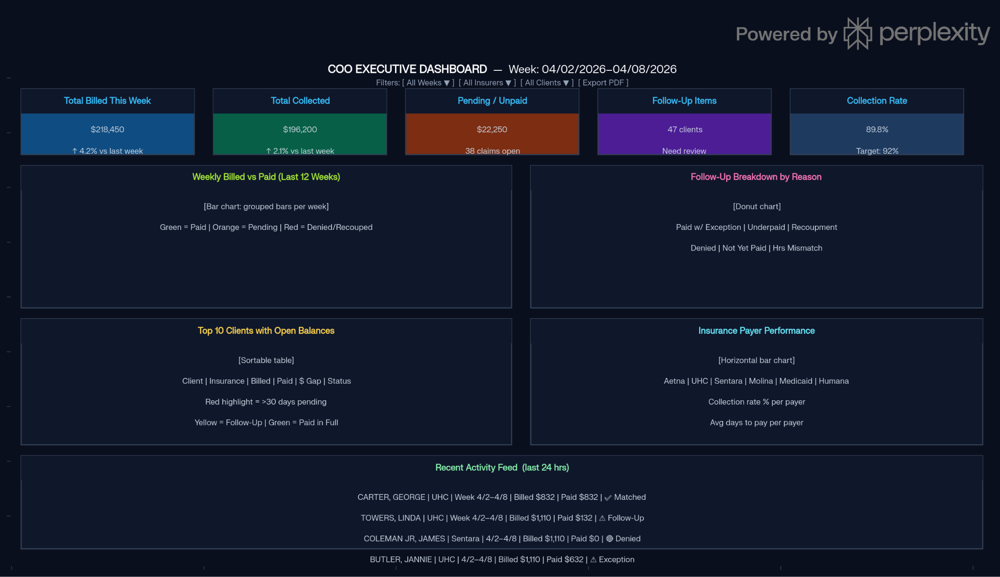 Powered by perplexity
COO EXECUTIVE DASHBOARD — Week: 04/02/2026–04/08/2026
Filters: [ All Weeks ▼ ] [ All Insurers ▼ ] [ All Clients ▼ ] [ Export PDF ]
Total Billed This Week
$218,450
↑ 4.2% vs last week
Total Collected
$196,200
↑ 2.1% vs last week
Pending / Unpaid
$22,250
38 claims open
Follow-Up Items
47 clients
Need review
Collection Rate
89.8%
Target: 92%
Weekly Billed vs Paid (Last 12 Weeks)
[Bar chart: grouped bars per week]
Green = Paid | Orange = Pending | Red = Denied/Recouped
Follow-Up Breakdown by Reason
[Donut chart]
Paid w/ Exception | Underpaid | Recoupment
Denied | Not Yet Paid | Hrs Mismatch
Top 10 Clients with Open Balances
[Sortable table]
Client | Insurance | Billed | Paid | $ Gap | Status
Red highlight = >30 days pending
Yellow = Follow-Up | Green = Paid in Full
Insurance Payer Performance
[Horizontal bar chart]
Aetna | UHC | Sentara | Molina | Medicaid | Humana
Collection rate % per payer
Avg days to pay per payer
Recent Activity Feed (last 24 hrs)
CARTER, GEORGE | UHC | Week 4/2–4/8 | Billed $832 | Paid $832 | ✅ Matched
TOWERS, LINDA | UHC | Week 4/2–4/8 | Billed $1,110 | Paid $132 | ⚠ Follow-Up
COLEMAN JR, JAMES | Sentara | 4/2–4/8 | Billed $1,110 | Paid $0 | 🔴 Denied
BUTLER, JANNIE | UHC | 4/2–4/8 | Billed $1,110 | Paid $632 | ⚠ Exception